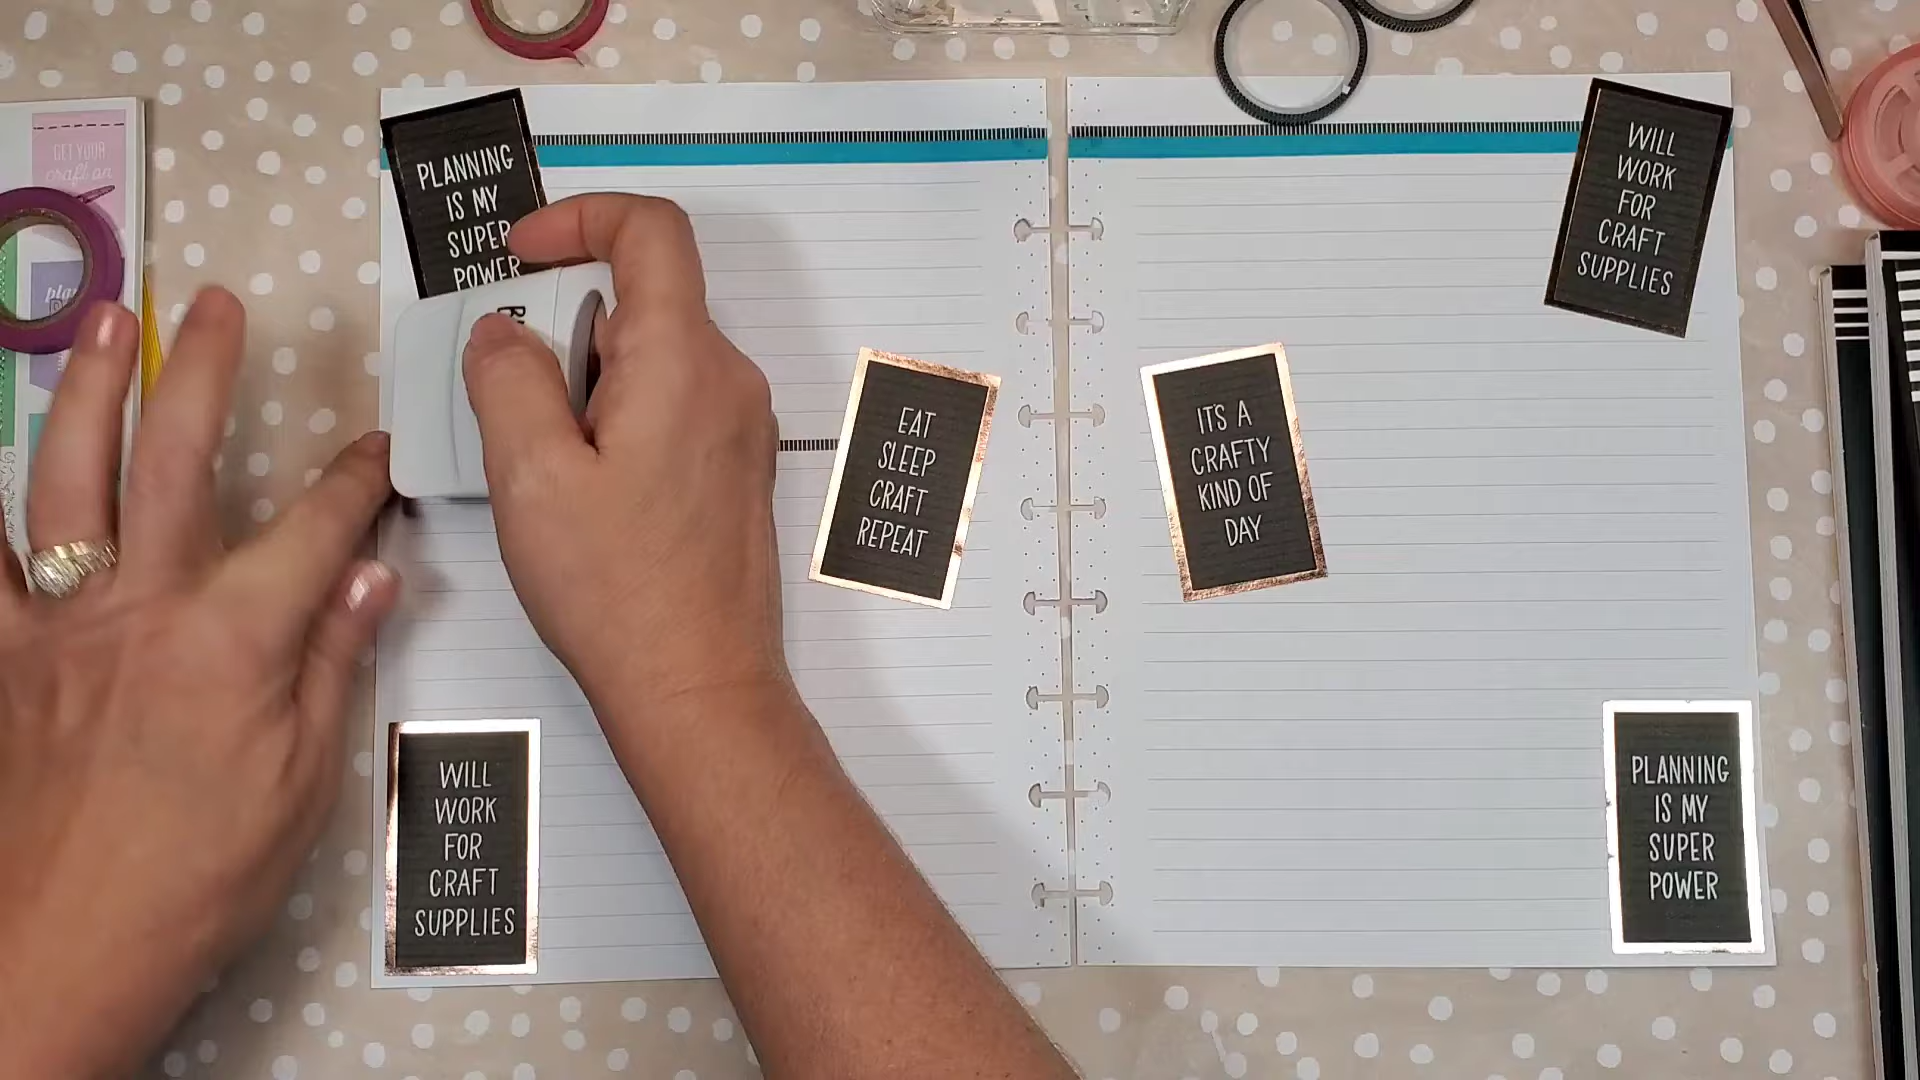 GET YOUR
craft on
PLANNING
IS MY
SUPER
POWER
WILL
WORK
FOR
CRAFT
SUPPLIES
EAT
SLEEP
CRAFT
REPEAT
IT'S A
CRAFTY
KIND OF
DAY
WILL
WORK
FOR
CRAFT
SUPPLIES
PLANNING
IS MY
SUPER
POWER